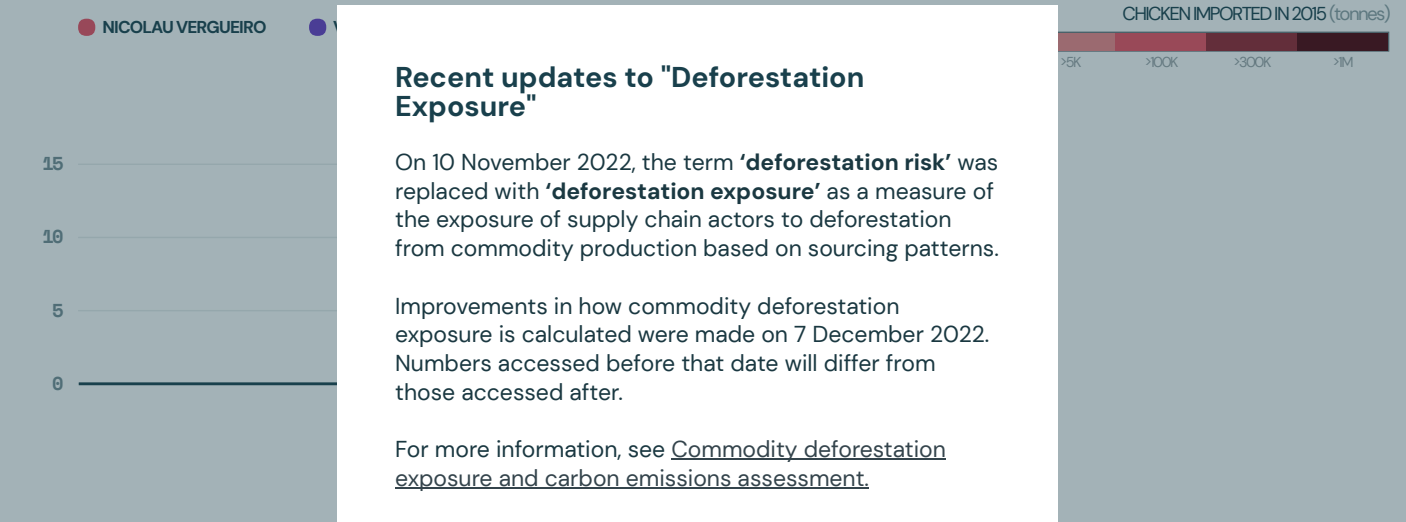 NICOLAU VERGUEIRO
CHICKEN IMPORTED IN 2015 (tonnes)
>5K >100K >300K >1M
15
10
5
0
Recent updates to "Deforestation
Exposure"
On 10 November 2022, the term ‘deforestation risk’ was
replaced with ‘deforestation exposure’ as a measure of
the exposure of supply chain actors to deforestation
from commodity production based on sourcing patterns.
Improvements in how commodity deforestation
exposure is calculated were made on 7 December 2022.
Numbers accessed before that date will differ from
those accessed after.
For more information, see Commodity deforestation
exposure and carbon emissions assessment.